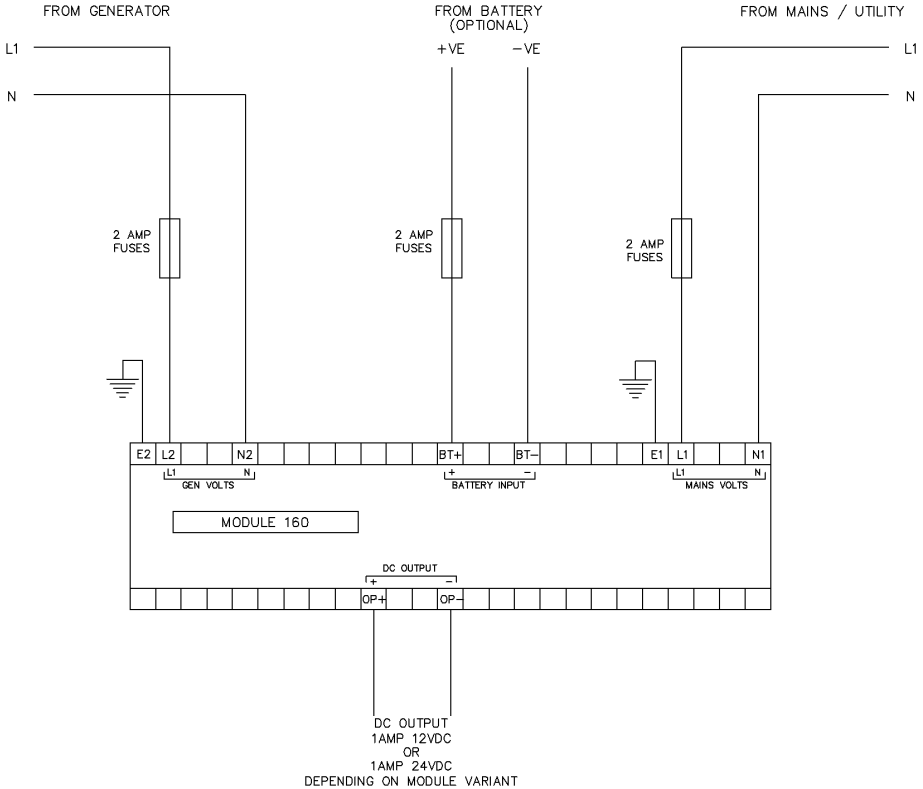 FROM GENERATOR
FROM BATTERY
(OPTIONAL)
FROM MAINS / UTILITY
L1
+VE
−VE
L1
N
N
2 AMP
FUSES
2 AMP
FUSES
2 AMP
FUSES
E2 L2 N2 BT+ BT− E1 L1 N1
L1 N
GEN VOLTS
+ −
BATTERY INPUT
L1 N
MAINS VOLTS
MODULE 160
DC OUTPUT
+ −
OP+ OP−
DC OUTPUT
1AMP 12VDC
OR
1AMP 24VDC
DEPENDING ON MODULE VARIANT